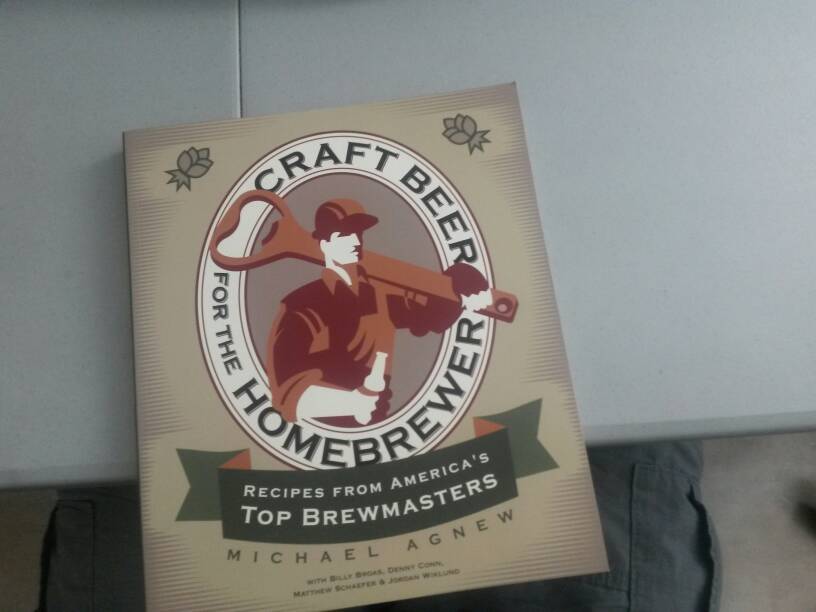 CRAFT BEER
FOR THE
HOMEBREWER
RECIPES FROM AMERICA'S
TOP BREWMASTERS
MICHAEL AGNEW
WITH BILLY BROAS, DENNY CONN,
MATTHEW SCHAEFER & JORDAN WIKLUND